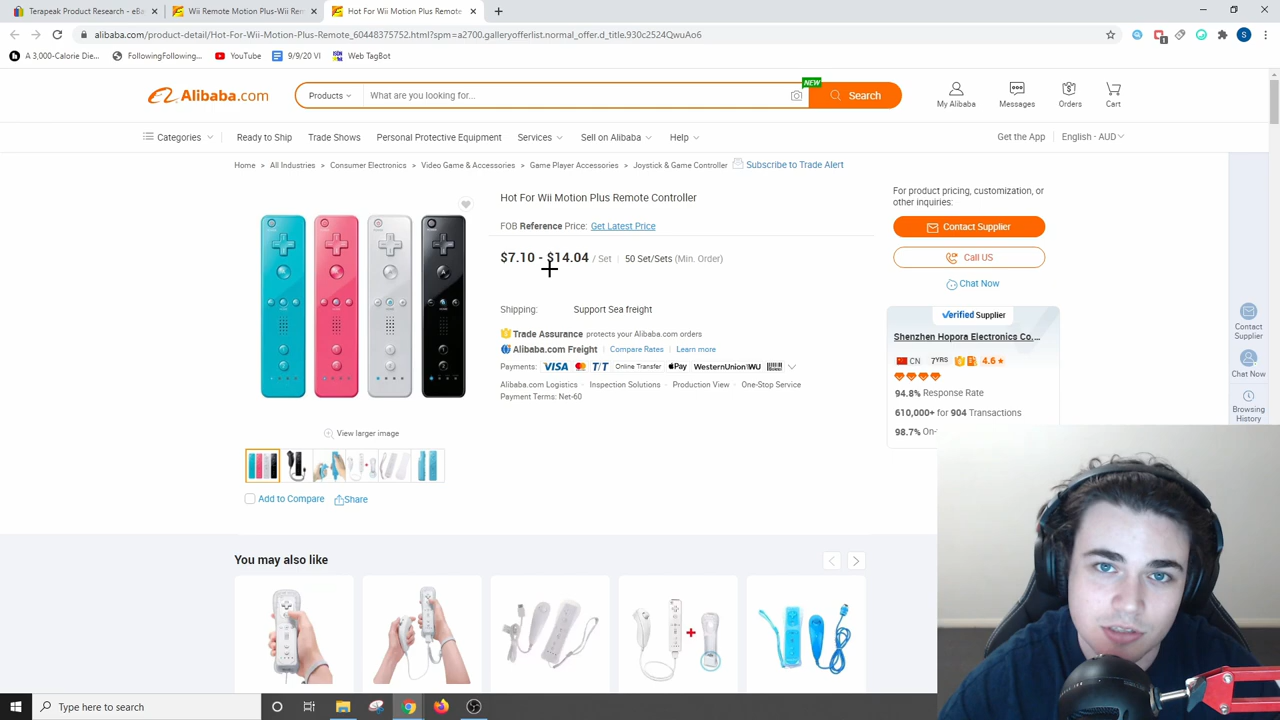 Terapeak Product Research - eBa
Wii Remote Motion Plus-Wii Rem
Hot For Wii Motion Plus Remote
alibaba.com/product-detail/Hot-For-Wii-Motion-Plus-Remote_60448375752.html?spm=a2700.galleryofferlist.normal_offer.d_title.930c2524QwuAo6
A 3,000-Calorie Die...
FollowingFollowing...
YouTube
9/9/20 VI
Web TagBot
Alibaba.com
Products
What are you looking for...
NEW
Search
My Alibaba
Messages
Orders
Cart
Categories
Ready to Ship
Trade Shows
Personal Protective Equipment
Services
Sell on Alibaba
Help
Get the App
English - AUD
Home > All Industries > Consumer Electronics > Video Game & Accessories > Game Player Accessories > Joystick & Game Controller
Subscribe to Trade Alert
Hot For Wii Motion Plus Remote Controller
FOB Reference Price: Get Latest Price
$7.10 - $14.04 / Set | 50 Set/Sets (Min. Order)
Shipping: Support Sea freight
Trade Assurance protects your Alibaba.com orders
Alibaba.com Freight | Compare Rates | Learn more
Payments: VISA T/T Online Transfer Pay WesternUnion WU
Alibaba.com Logistics · Inspection Solutions · Production View · One-Stop Service
Payment Terms: Net-60
View larger image
Add to Compare
Share
For product pricing, customization, or
other inquiries:
Contact Supplier
Call US
Chat Now
Verified Supplier
Shenzhen Hopora Electronics Co.,...
CN 7YRS 4.6
94.8% Response Rate
610,000+ for 904 Transactions
98.7% On-
Contact
Supplier
Chat Now
Browsing
History
You may also like
Type here to search